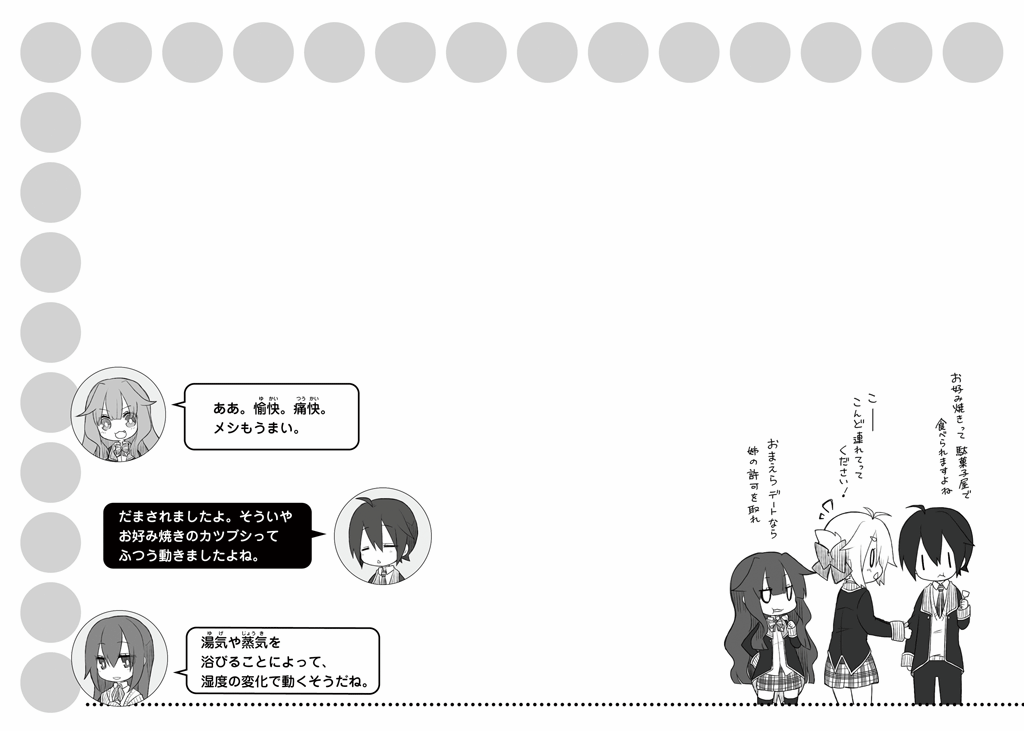 ああ。愉快。痛快。
メシもうまい。
だまされましたよ。そういや
お好み焼きのカツブシって
ふつう動きましたよね。
湯気や蒸気を
浴びることによって、
湿度の変化で動くそうだね。
お好み焼きって駄菓子屋で
食べられますよね
こ――
こんど連れてって
ください!
おまえらデートなら
姉の許可を取れ